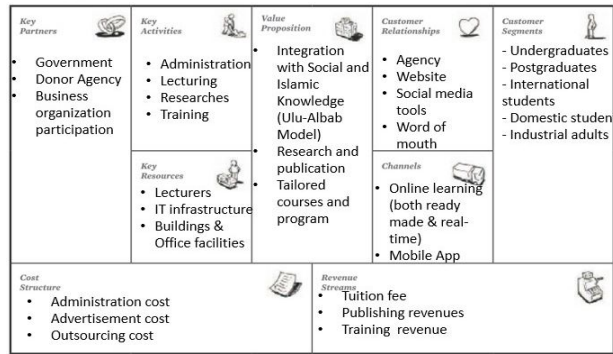 Key
Partners
• Government
• Donor Agency
• Business
organization
participation
Key
Activities
• Administration
• Lecturing
• Researches
• Training
Key
Resources
• Lecturers
• IT infrastructure
• Buildings &
Office facilities
Value
Proposition
• Integration
with Social and
Islamic
Knowledge
(Ulu-Albab
Model)
• Research and
publication
• Tailored
courses and
program
Customer
Relationships
• Agency
• Website
• Social media
tools
• Word of
mouth
Channels
• Online learning
(both ready
made & real-
time)
• Mobile App
Customer
Segments
- Undergraduates
- Postgraduates
- International
students
- Domestic studen
- Industrial adults
Cost
Structure
• Administration cost
• Advertisement cost
• Outsourcing cost
Revenue
Streams
• Tuition fee
• Publishing revenues
• Training revenue